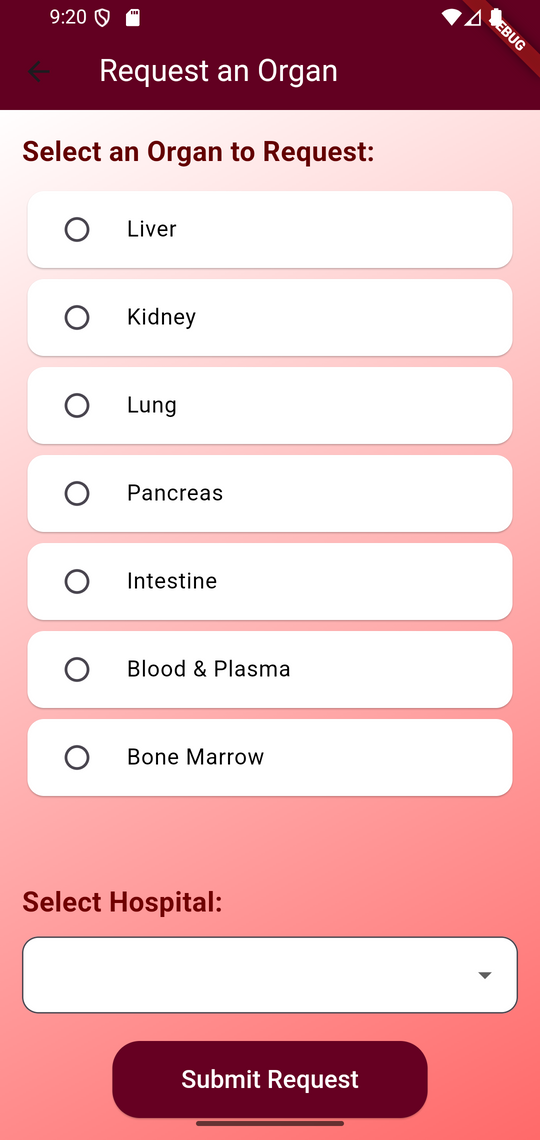 9:20
Request an Organ
Select an Organ to Request:
Liver
Kidney
Lung
Pancreas
Intestine
Blood & Plasma
Bone Marrow
Select Hospital:
Submit Request